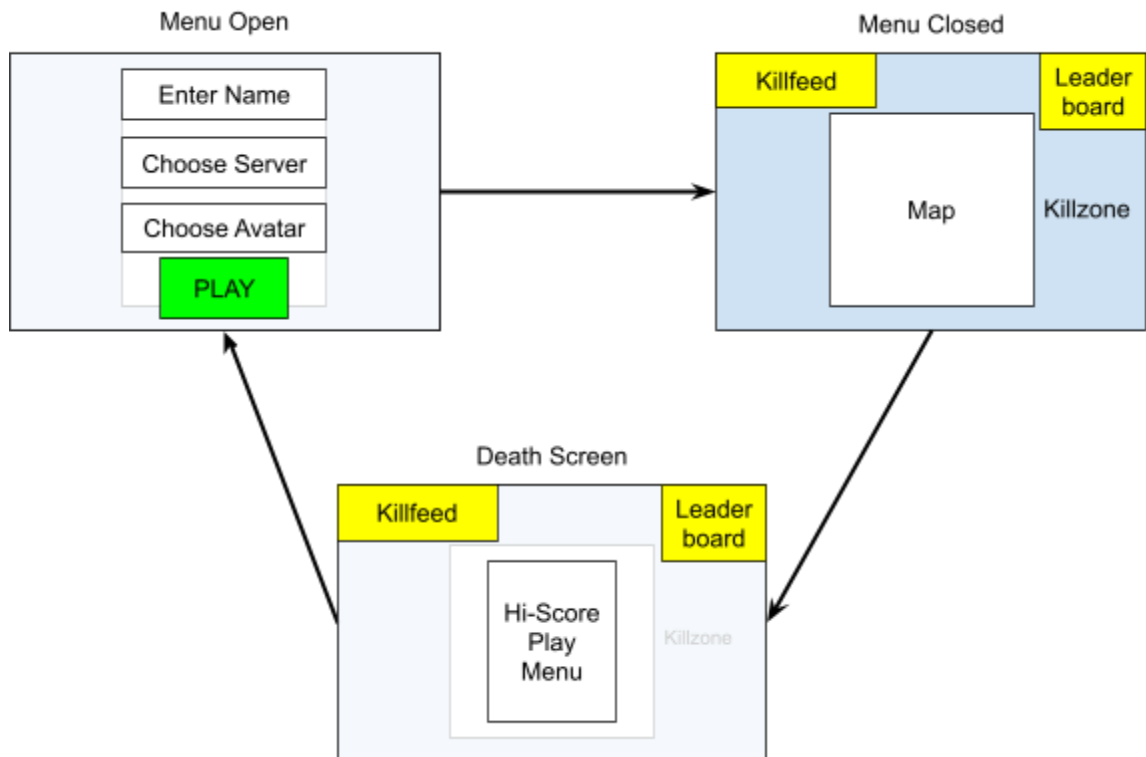 Menu Open
Enter Name
Choose Server
Choose Avatar
PLAY
Menu Closed
Killfeed
Leader
board
Map
Killzone
Death Screen
Killfeed
Leader
board
Hi-Score
Play
Menu
Killzone